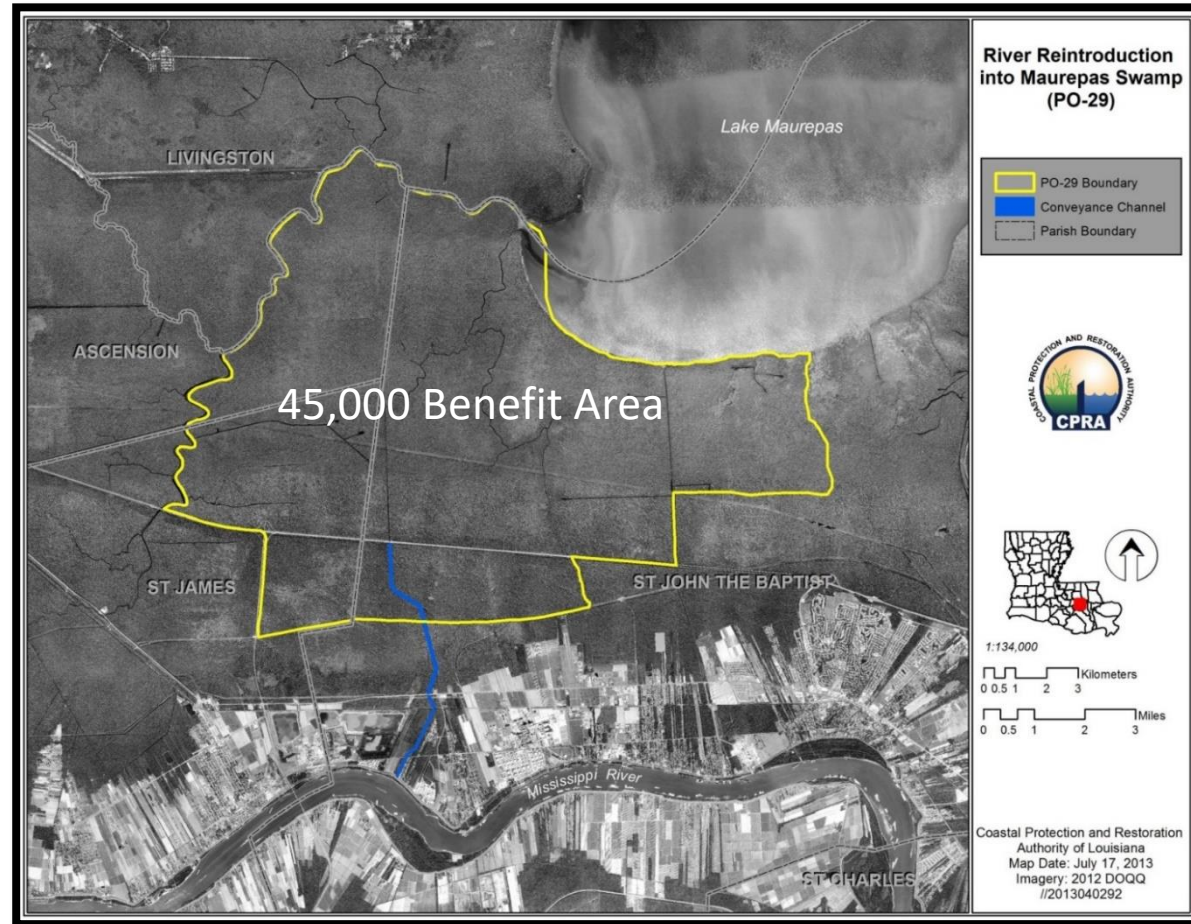 Lake Maurepas
LIVINGSTON
ASCENSION
45,000 Benefit Area
ST JAMES
ST JOHN THE BAPTIST
Mississippi River
ST CHARLES
River Reintroduction
into Maurepas Swamp
(PO-29)
PO-29 Boundary
Conveyance Channel
Parish Boundary
COASTAL PROTECTION AND RESTORATION AUTHORITY
CPRA
1:134,000
Kilometers
0 0.5 1 2 3
Miles
0 0.5 1 2 3
Coastal Protection and Restoration
Authority of Louisiana
Map Date: July 17, 2013
Imagery: 2012 DOQQ
//2013040292